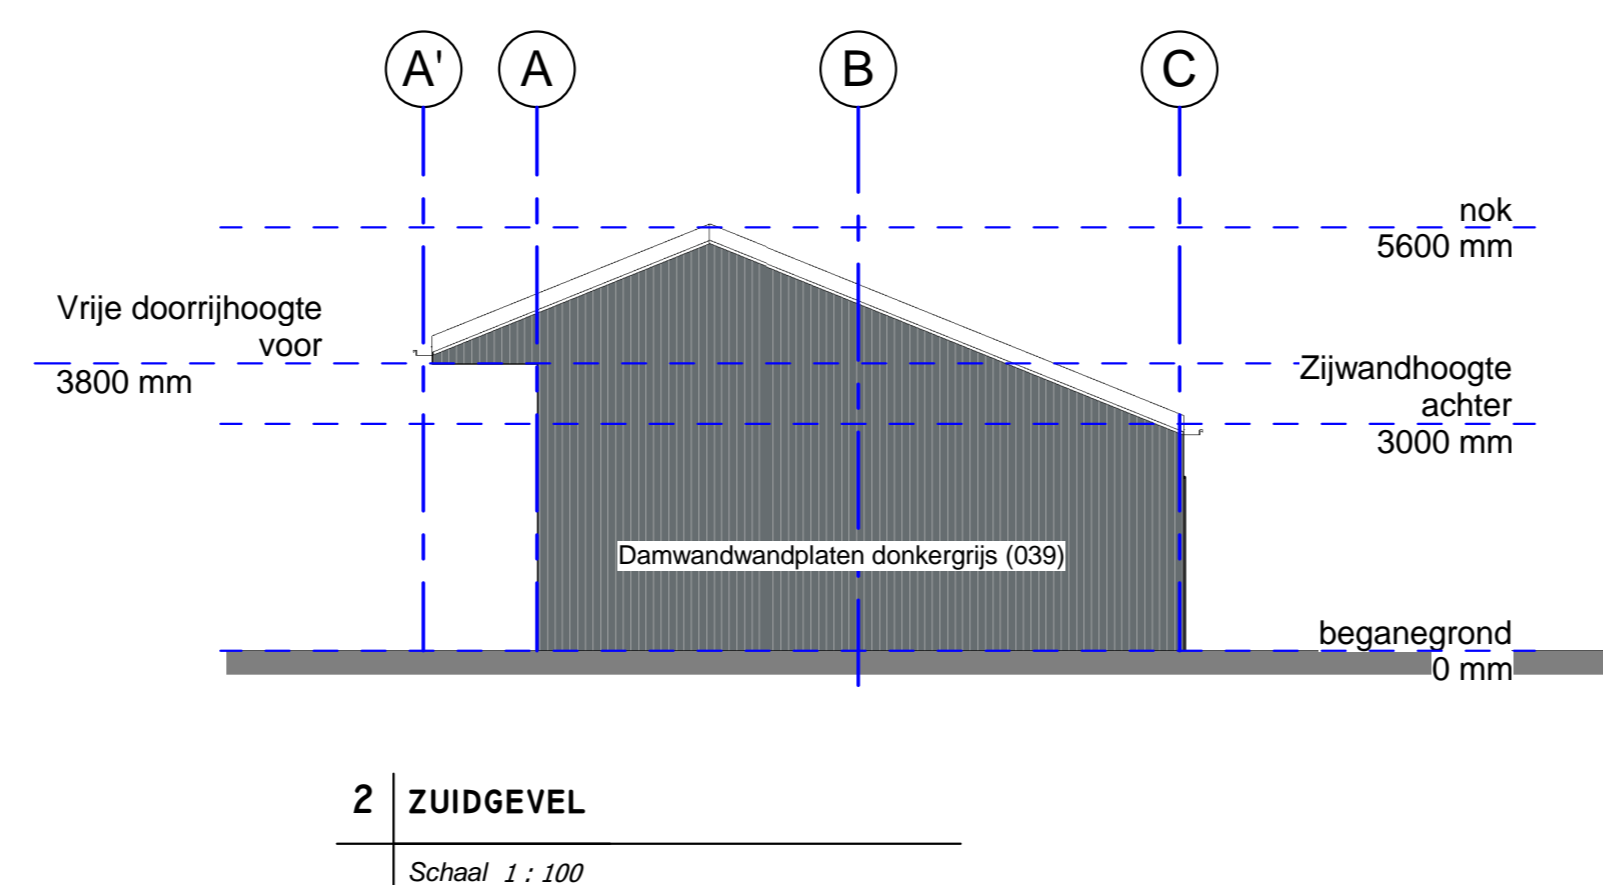 A' A B C
nok
5600 mm
Vrije doorrijhoogte
voor
3800 mm
Zijwandhoogte
achter
3000 mm
Damwandwandplaten donkergrijs (039)
beganegrond
0 mm
2 ZUIDGEVEL
Schaal 1 : 100